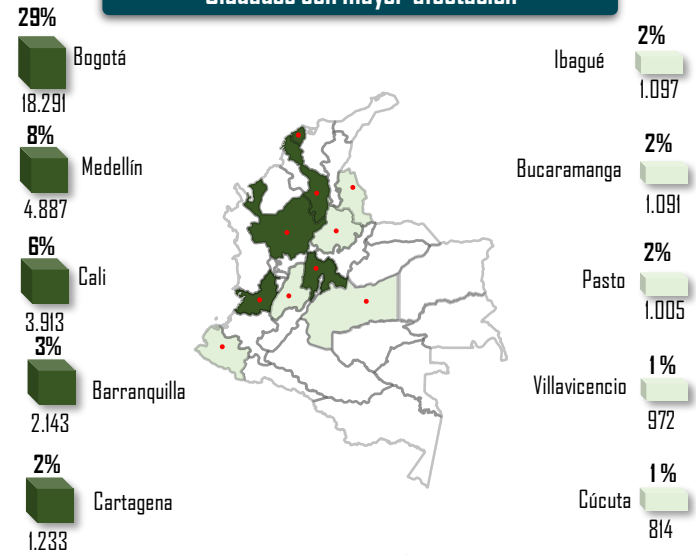 Ciudades con mayor afectación
29%
Bogotá
18.291
8%
Medellín
4.887
6%
Cali
3.913
3%
Barranquilla
2.143
2%
Cartagena
1.233
2%
Ibagué
1.097
2%
Bucaramanga
1.091
2%
Pasto
1.005
1%
Villavicencio
972
1%
Cúcuta
814